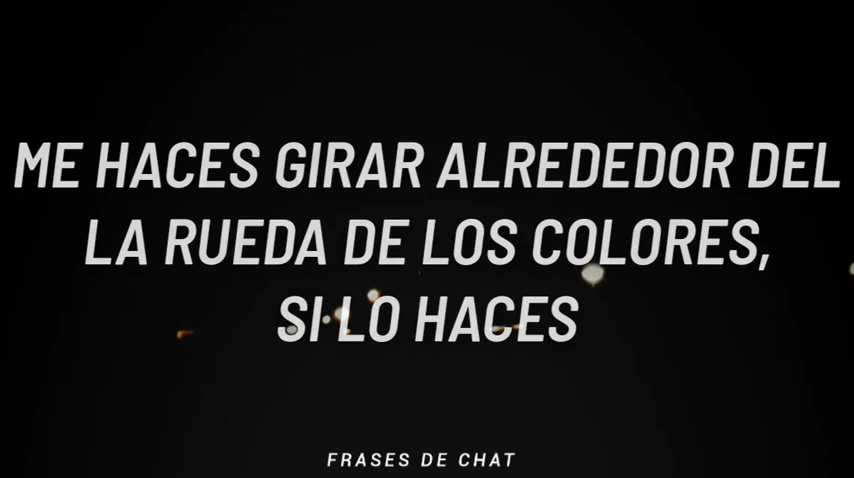 ME HACES GIRAR ALREDEDOR DEL
LA RUEDA DE LOS COLORES,
SI LO HACES
FRASES DE CHAT